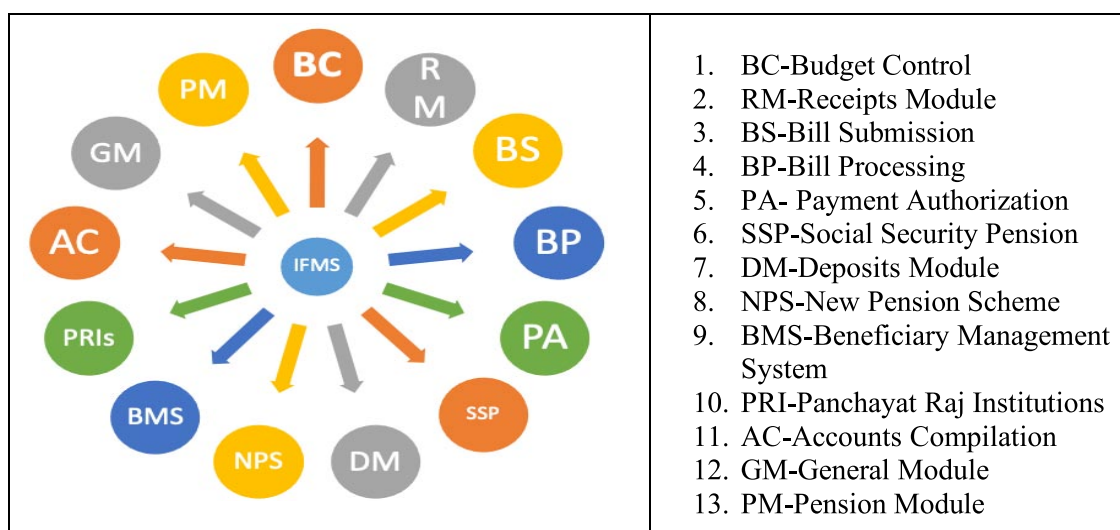 BC
R
M
BS
BP
PA
SSP
DM
NPS
BMS
PRIs
AC
GM
PM
IFMS
1. BC-Budget Control
2. RM-Receipts Module
3. BS-Bill Submission
4. BP-Bill Processing
5. PA- Payment Authorization
6. SSP-Social Security Pension
7. DM-Deposits Module
8. NPS-New Pension Scheme
9. BMS-Beneficiary Management
System
10. PRI-Panchayat Raj Institutions
11. AC-Accounts Compilation
12. GM-General Module
13. PM-Pension Module